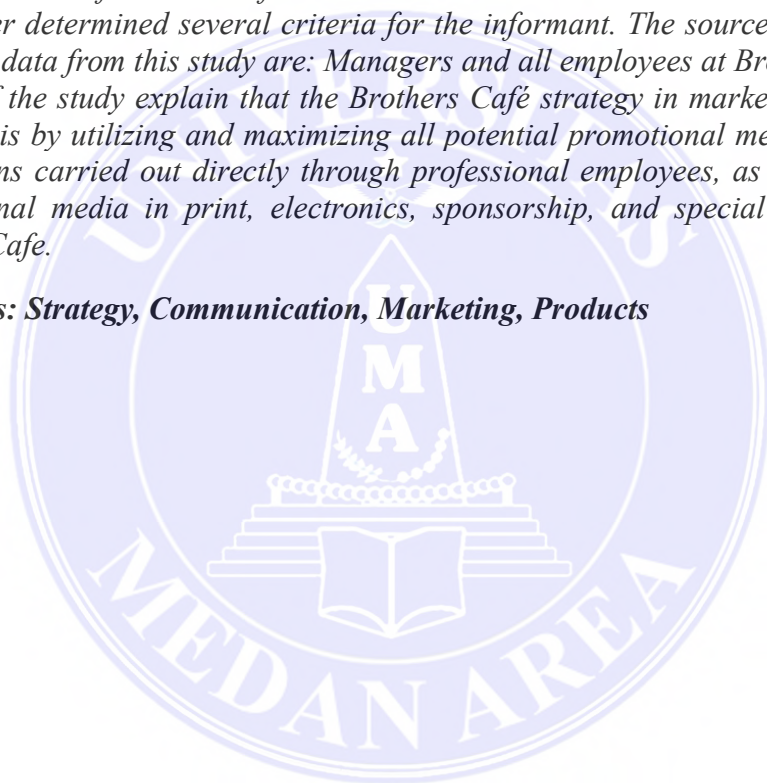 er determined several criteria for the informant. The source
data from this study are: Managers and all employees at Bro
f the study explain that the Brothers Café strategy in marke
is by utilizing and maximizing all potential promotional me
ns carried out directly through professional employees, as
nal media in print, electronics, sponsorship, and special
Cafe.
s: Strategy, Communication, Marketing, Products
UNIVERSITAS
UMA
MEDAN AREA